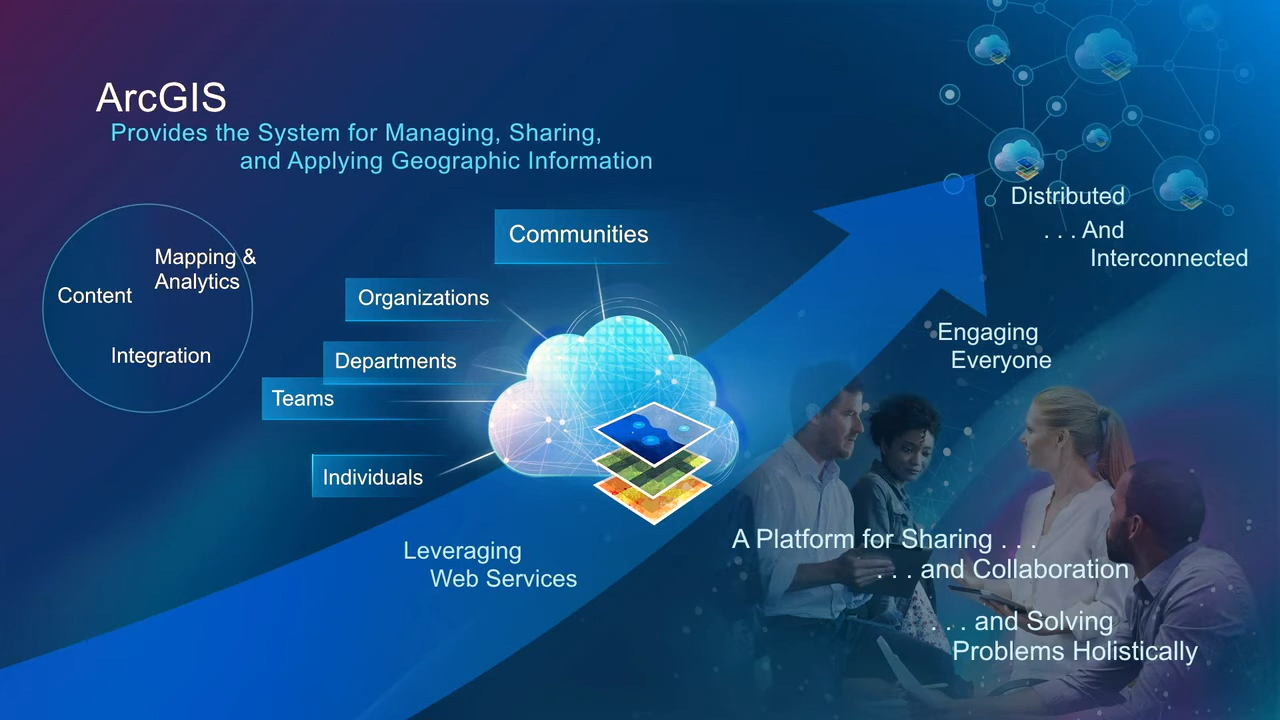 ArcGIS
Provides the System for Managing, Sharing,
and Applying Geographic Information
Mapping &
Analytics
Content
Integration
Communities
Organizations
Departments
Teams
Individuals
Leveraging
Web Services
Distributed
. . . And
Interconnected
Engaging
Everyone
A Platform for Sharing . . .
. . . and Collaboration
. . . and Solving
Problems Holistically